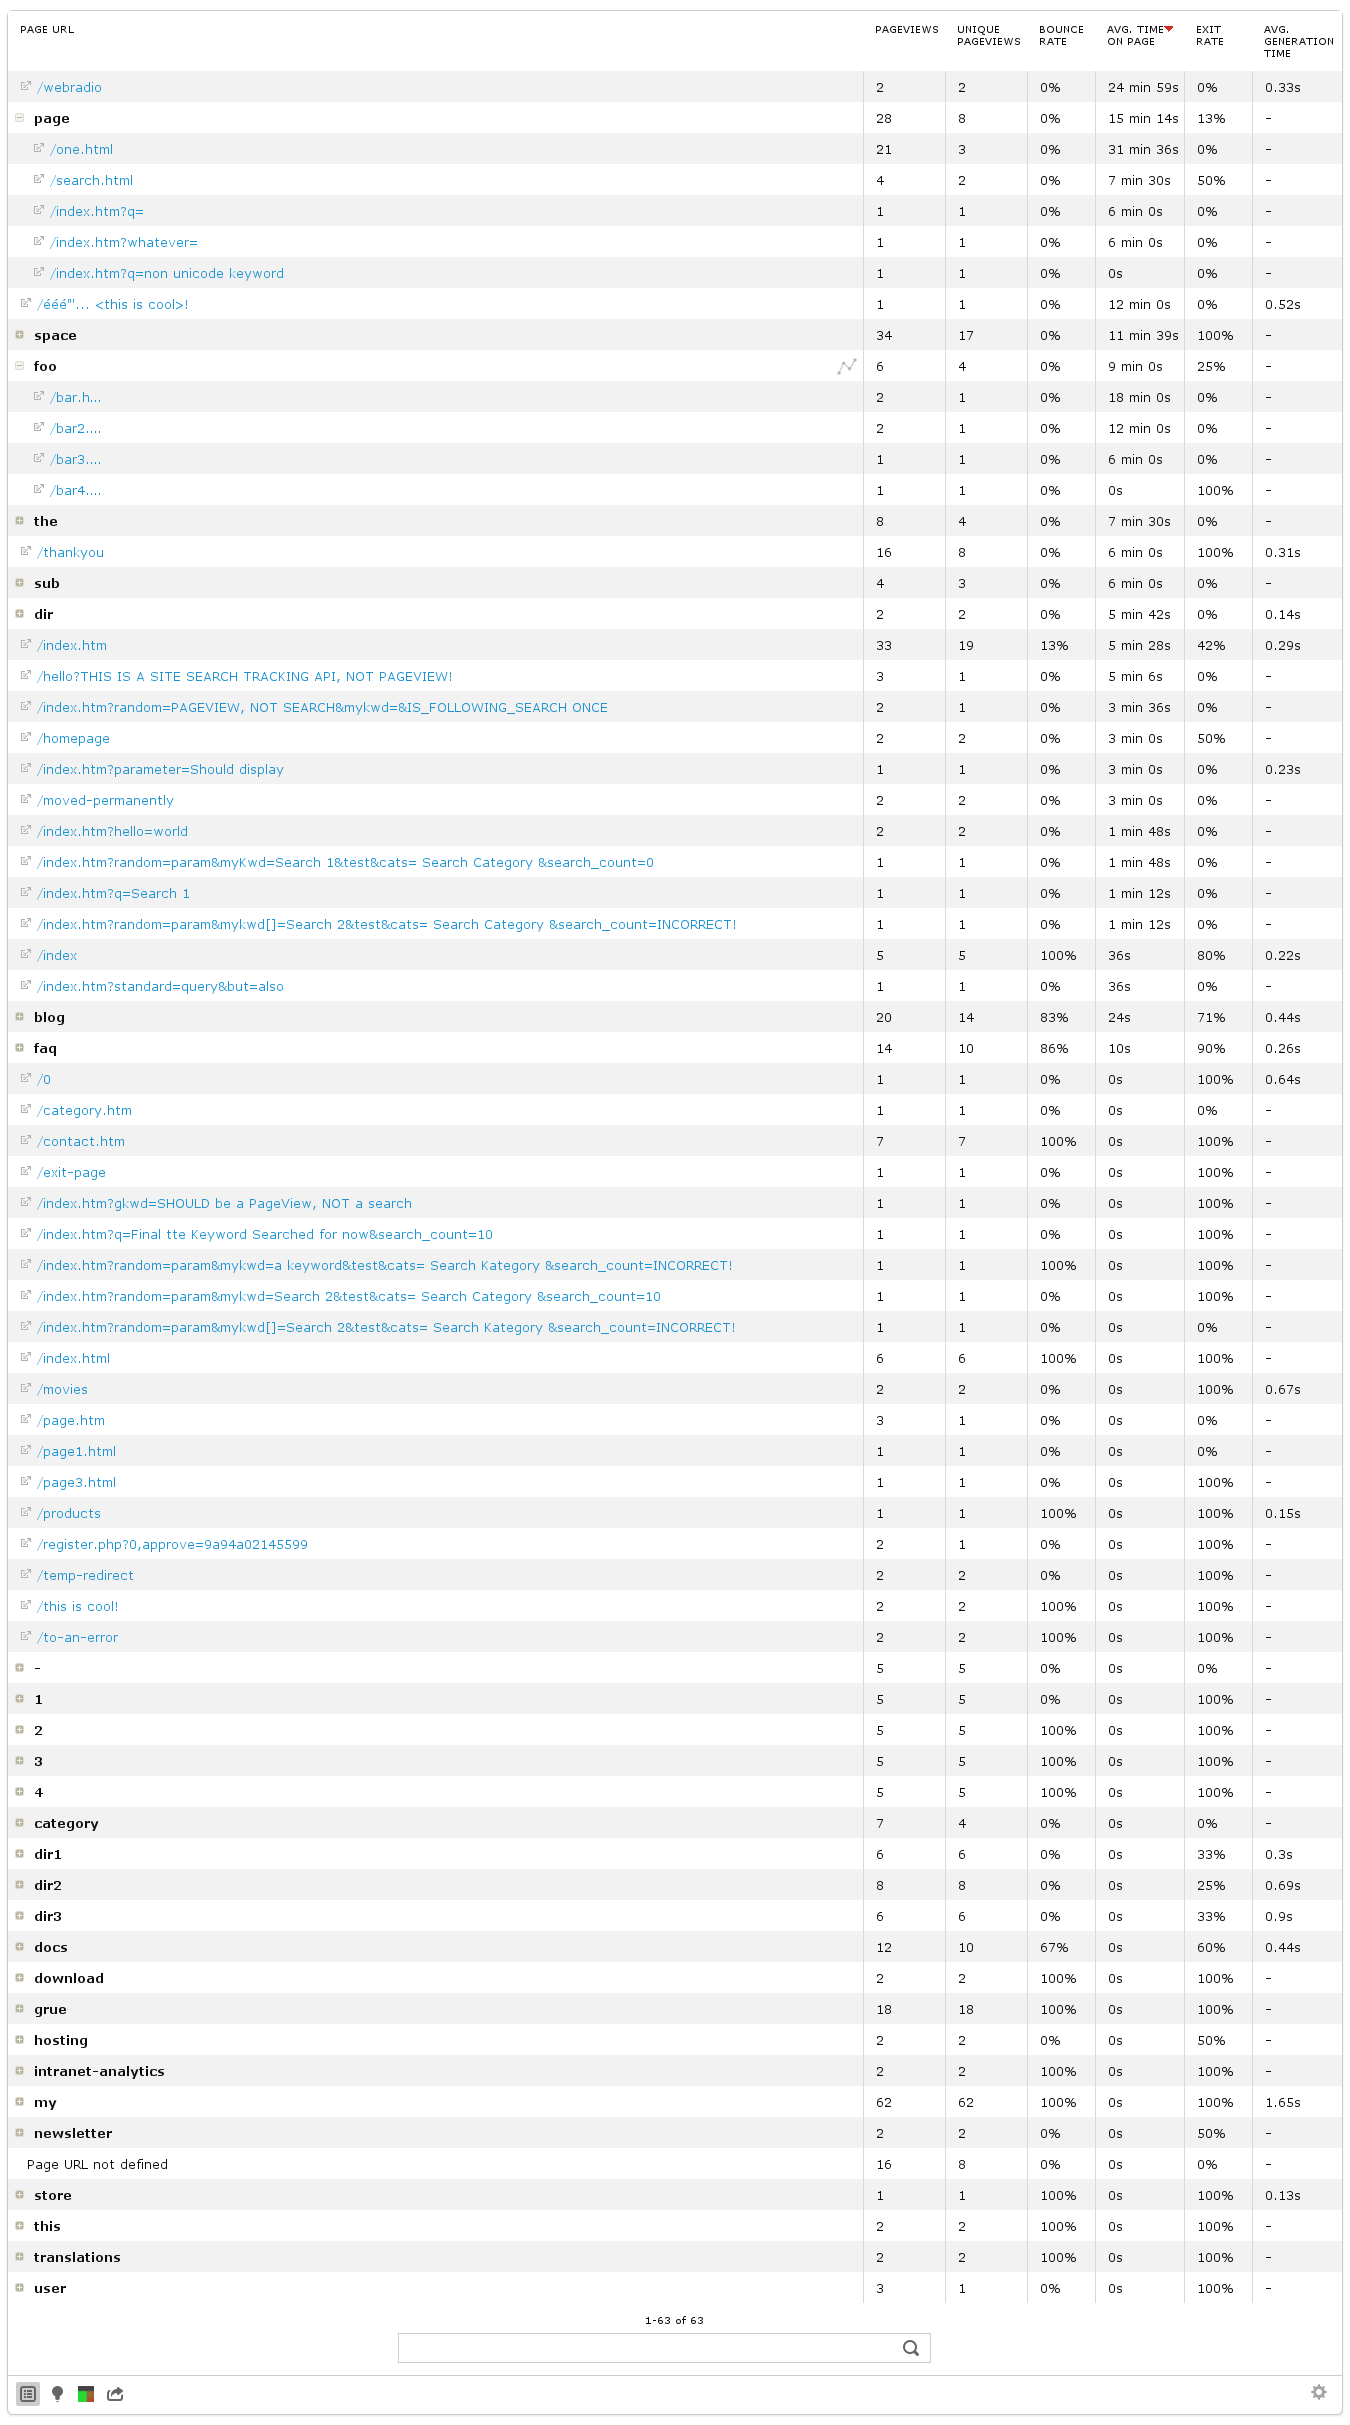 PAGE URL PAGEVIEWS UNIQUE PAGEVIEWS BOUNCE RATE AVG. TIME ON PAGE EXIT RATE AVG. GENERATION TIME
/webradio 2 2 0% 24 min 59s 0% 0.33s
page 28 8 0% 15 min 14s 13% -
/one.html 21 3 0% 31 min 36s 0% -
/search.html 4 2 0% 7 min 30s 50% -
/index.htm?q= 1 1 0% 6 min 0s 0% -
/index.htm?whatever= 1 1 0% 6 min 0s 0% -
/index.htm?q=non unicode keyword 1 1 0% 0s 0% -
/ééé"'... <this is cool>! 1 1 0% 12 min 0s 0% 0.52s
space 34 17 0% 11 min 39s 100% -
foo 6 4 0% 9 min 0s 25% -
/bar.h... 2 1 0% 18 min 0s 0% -
/bar2.... 2 1 0% 12 min 0s 0% -
/bar3.... 1 1 0% 6 min 0s 0% -
/bar4.... 1 1 0% 0s 100% -
the 8 4 0% 7 min 30s 0% -
/thankyou 16 8 0% 6 min 0s 100% 0.31s
sub 4 3 0% 6 min 0s 0% -
dir 2 2 0% 5 min 42s 0% 0.14s
/index.htm 33 19 13% 5 min 28s 42% 0.29s
/hello?THIS IS A SITE SEARCH TRACKING API, NOT PAGEVIEW! 3 1 0% 5 min 6s 0% -
/index.htm?random=PAGEVIEW, NOT SEARCH&mykwd=&IS_FOLLOWING_SEARCH ONCE 2 1 0% 3 min 36s 0% -
/homepage 2 2 0% 3 min 0s 50% -
/index.htm?parameter=Should display 1 1 0% 3 min 0s 0% 0.23s
/moved-permanently 2 2 0% 3 min 0s 0% -
/index.htm?hello=world 2 2 0% 1 min 48s 0% -
/index.htm?random=param&myKwd=Search 1&test&cats= Search Category &search_count=0 1 1 0% 1 min 48s 0% -
/index.htm?q=Search 1 1 1 0% 1 min 12s 0% -
/index.htm?random=param&mykwd[]=Search 2&test&cats= Search Category &search_count=INCORRECT! 1 1 0% 1 min 12s 0% -
/index 5 5 100% 36s 80% 0.22s
/index.htm?standard=query&but=also 1 1 0% 36s 0% -
blog 20 14 83% 24s 71% 0.44s
faq 14 10 86% 10s 90% 0.26s
/0 1 1 0% 0s 100% 0.64s
/category.htm 1 1 0% 0s 0% -
/contact.htm 7 7 100% 0s 100% -
/exit-page 1 1 0% 0s 100% -
/index.htm?gkwd=SHOULD be a PageView, NOT a search 1 1 0% 0s 100% -
/index.htm?q=Final tte Keyword Searched for now&search_count=10 1 1 0% 0s 100% -
/index.htm?random=param&mykwd=a keyword&test&cats= Search Kategory &search_count=INCORRECT! 1 1 100% 0s 100% -
/index.htm?random=param&mykwd=Search 2&test&cats= Search Category &search_count=10 1 1 0% 0s 100% -
/index.htm?random=param&mykwd[]=Search 2&test&cats= Search Kategory &search_count=INCORRECT! 1 1 0% 0s 0% -
/index.html 6 6 100% 0s 100% -
/movies 2 2 0% 0s 100% 0.67s
/page.htm 3 1 0% 0s 0% -
/page1.html 1 1 0% 0s 0% -
/page3.html 1 1 0% 0s 100% -
/products 1 1 100% 0s 100% 0.15s
/register.php?0,approve=9a94a02145599 2 1 0% 0s 100% -
/temp-redirect 2 2 0% 0s 100% -
/this is cool! 2 2 100% 0s 100% -
/to-an-error 2 2 100% 0s 100% -
- 5 5 0% 0s 0% -
1 5 5 0% 0s 100% -
2 5 5 100% 0s 100% -
3 5 5 100% 0s 100% -
4 5 5 100% 0s 100% -
category 7 4 0% 0s 0% -
dir1 6 6 0% 0s 33% 0.3s
dir2 8 8 0% 0s 25% 0.69s
dir3 6 6 0% 0s 33% 0.9s
docs 12 10 67% 0s 60% 0.44s
download 2 2 100% 0s 100% -
grue 18 18 100% 0s 100% -
hosting 2 2 0% 0s 50% -
intranet-analytics 2 2 100% 0s 100% -
my 62 62 100% 0s 100% 1.65s
newsletter 2 2 0% 0s 50% -
Page URL not defined 16 8 0% 0s 0% -
store 1 1 100% 0s 100% 0.13s
this 2 2 100% 0s 100% -
translations 2 2 100% 0s 100% -
user 3 1 0% 0s 100% -
1-63 of 63